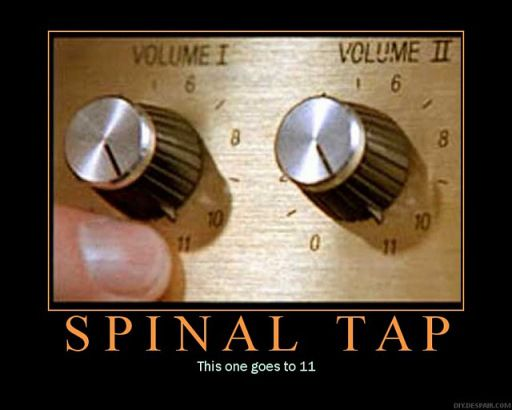 VOLUME I
VOLUME II
6
8
10
11
6
8
10
11
0
SPINAL TAP
This one goes to 11
DIY.DESPAIR.COM